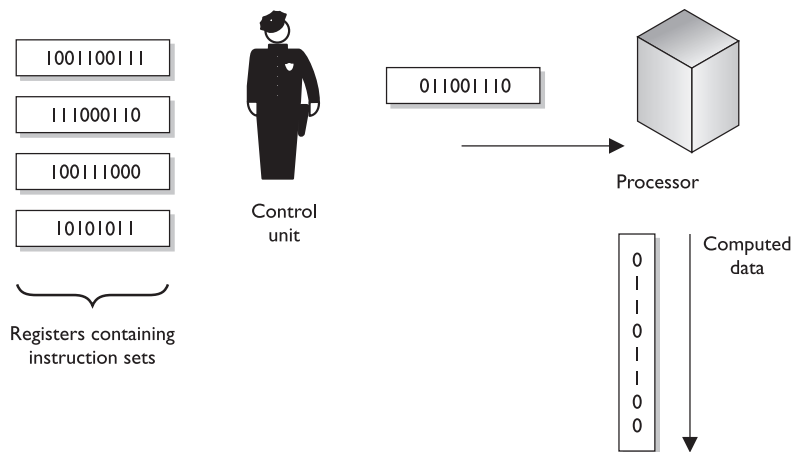 1001100111
111000110
100111000
10101011
Registers containing
instruction sets
Control
unit
011001110
Processor
0
1
1
0
1
1
0
0
Computed
data